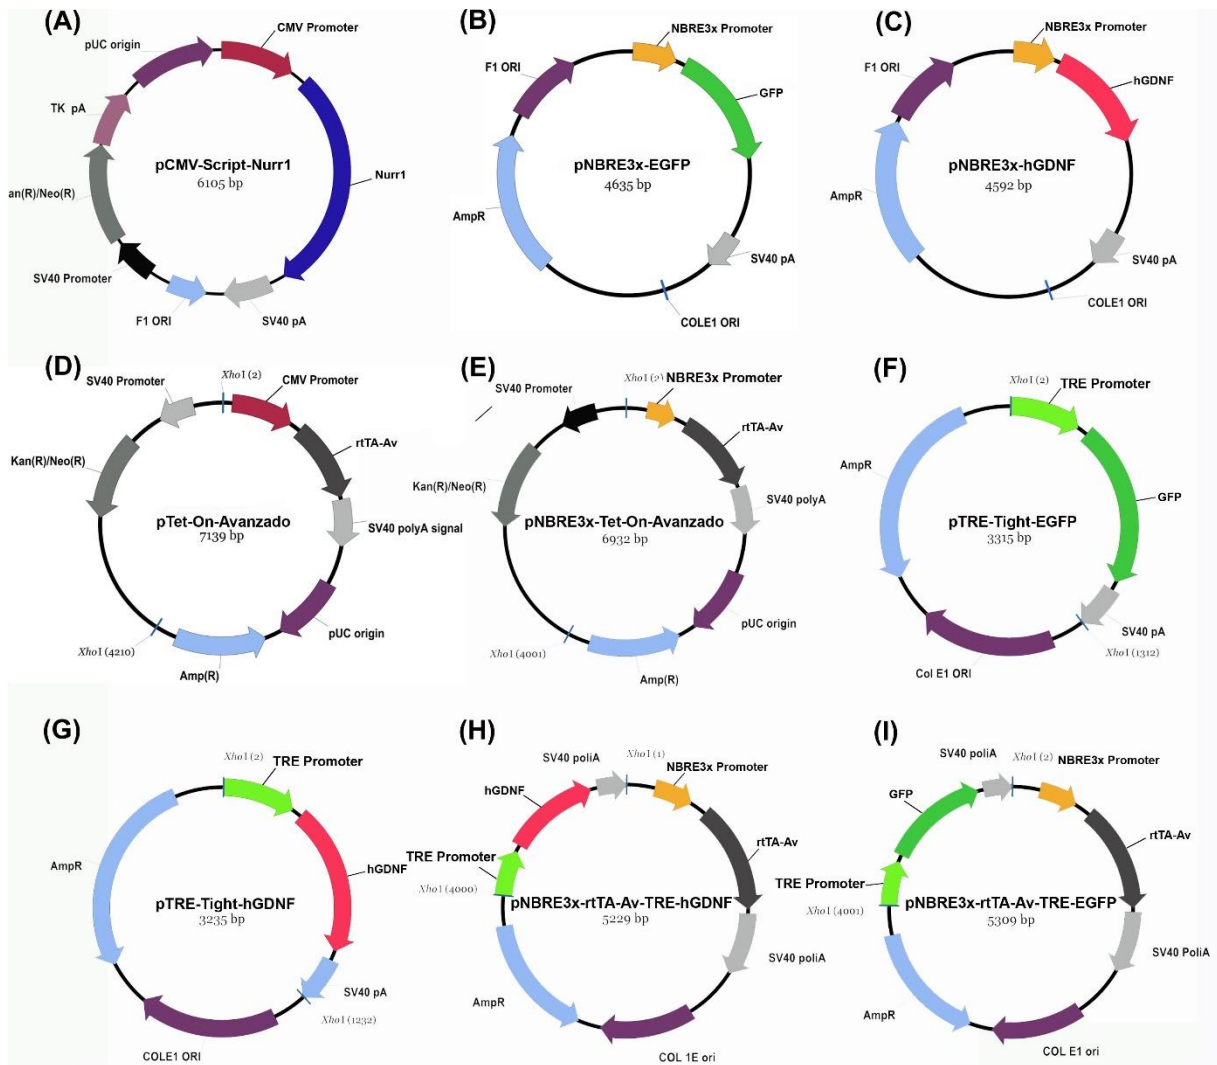 (A)
CMV Promoter
pUC origin
TK pA
pCMV-Script-Nurr1
6105 bp
Nurr1
an(R)/Neo(R)
SV40 Promoter
F1 ORI
SV40 pA
(B)
NBRE3x Promoter
F1 ORI
GFP
pNBRE3x-EGFP
4635 bp
AmpR
SV40 pA
COLE1 ORI
(C)
NBRE3x Promoter
F1 ORI
hGDNF
pNBRE3x-hGDNF
4592 bp
AmpR
SV40 pA
COLE1 ORI
(D)
XhoI (2)
SV40 Promoter
CMV Promoter
rtTA-Av
Kan(R)/Neo(R)
pTet-On-Avanzado
7139 bp
SV40 polyA signal
pUC origin
XhoI (4210)
Amp(R)
(E)
XhoI (2)
NBRE3x Promoter
SV40 Promoter
rtTA-Av
Kan(R)/Neo(R)
SV40 polyA
pNBRE3x-Tet-On-Avanzado
6932 bp
pUC origin
XhoI (4001)
Amp(R)
(F)
XhoI (2)
TRE Promoter
AmpR
GFP
pTRE-Tight-EGFP
3315 bp
SV40 pA
XhoI (1312)
Col E1 ORI
(G)
XhoI (2)
TRE Promoter
AmpR
hGDNF
pTRE-Tight-hGDNF
3235 bp
SV40 pA
XhoI (1232)
COLE1 ORI
(H)
SV40 poliA
XhoI (1)
NBRE3x Promoter
hGDNF
rtTA-Av
TRE Promoter
XhoI (4000)
pNBRE3x-rtTA-Av-TRE-hGDNF
5229 bp
SV40 poliA
AmpR
COL 1E ori
(I)
SV40 poliA
XhoI (2)
NBRE3x Promoter
GFP
rtTA-Av
TRE Promoter
XhoI (4001)
pNBRE3x-rtTA-Av-TRE-EGFP
5309 bp
SV40 PoliA
AmpR
COL E1 ori